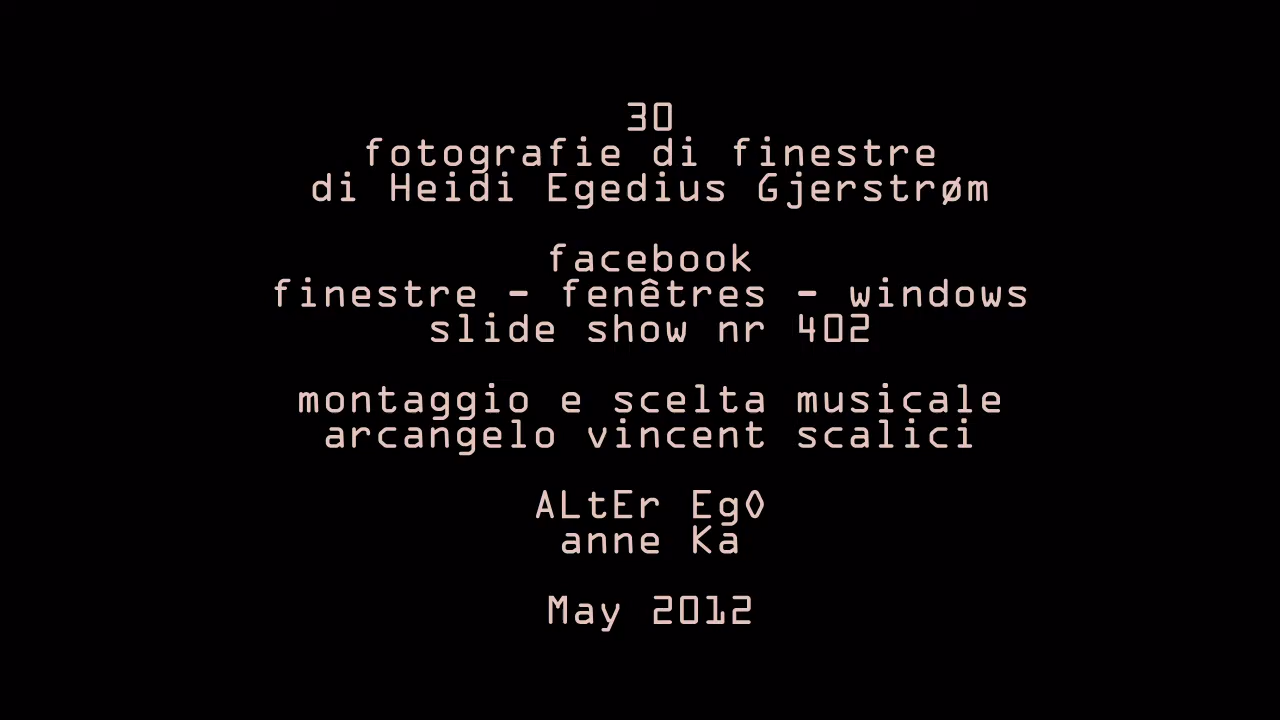 30
fotografie di finestre
di Heidi Egedius Gjerstrøm
facebook
finestre - fenêtres - windows
slide show nr 402
montaggio e scelta musicale
arcangelo vincent scalici
ALtEr Eg◊
anne Ka
May 2012